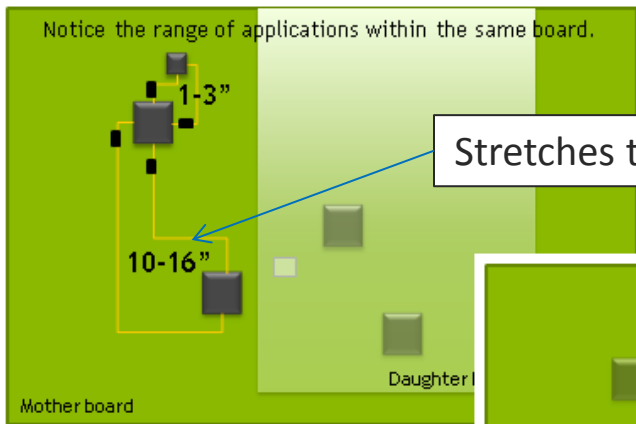 Notice the range of applications within the same board.
1-3”
Stretches
10-16”
Daughter
Mother board